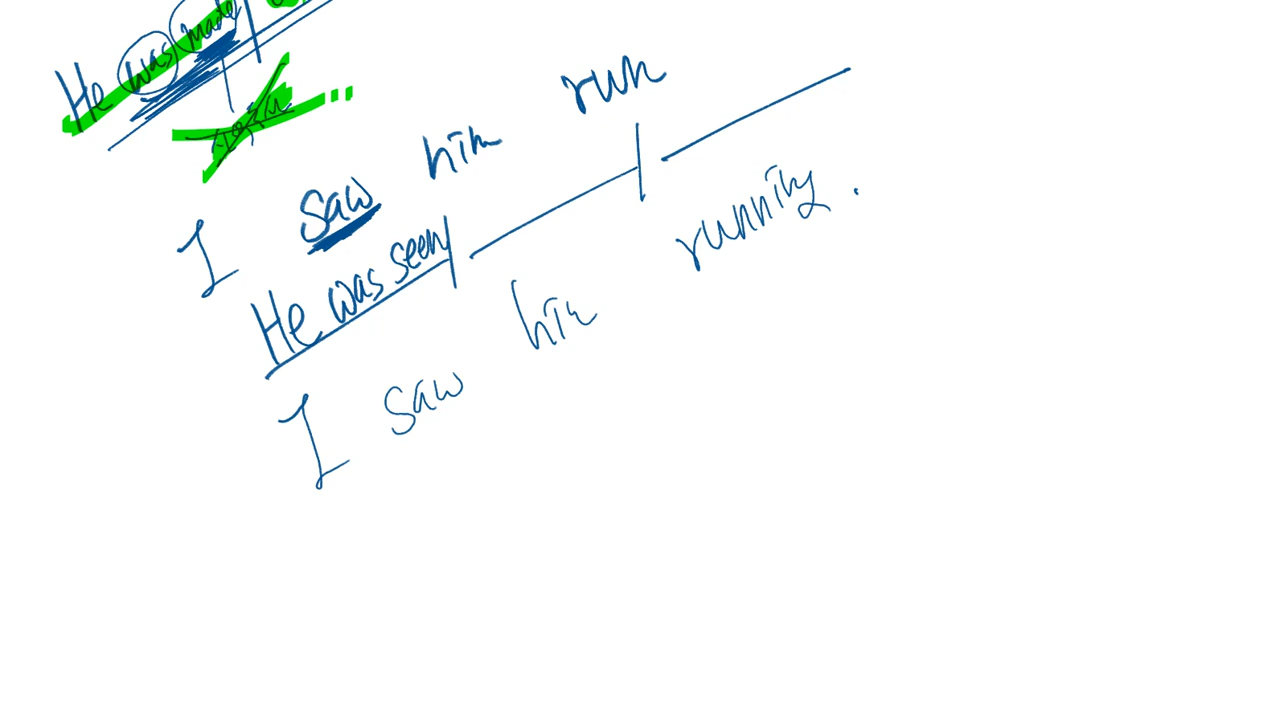 He was made
I saw him run
He was seen
I saw him running.